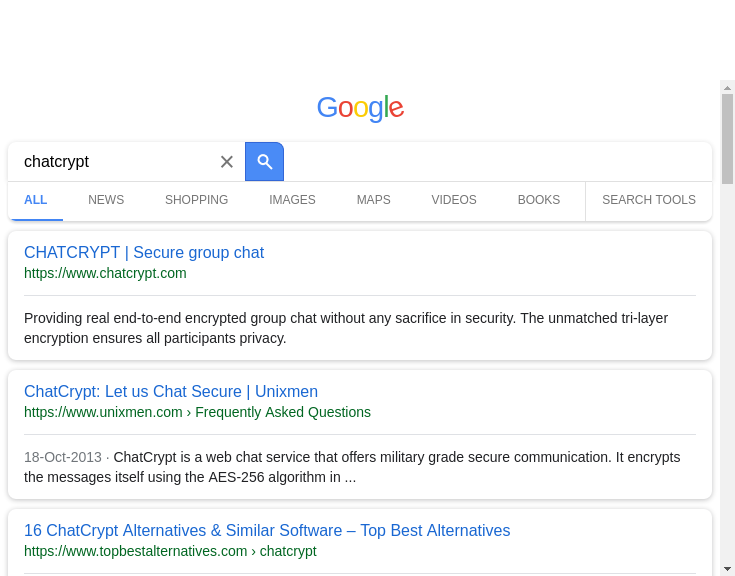 Google
chatcrypt
ALL NEWS SHOPPING IMAGES MAPS VIDEOS BOOKS SEARCH TOOLS
CHATCRYPT | Secure group chat
https://www.chatcrypt.com
Providing real end-to-end encrypted group chat without any sacrifice in security. The unmatched tri-layer
encryption ensures all participants privacy.
ChatCrypt: Let us Chat Secure | Unixmen
https://www.unixmen.com › Frequently Asked Questions
18-Oct-2013 · ChatCrypt is a web chat service that offers military grade secure communication. It encrypts
the messages itself using the AES-256 algorithm in ...
16 ChatCrypt Alternatives & Similar Software – Top Best Alternatives
https://www.topbestalternatives.com › chatcrypt